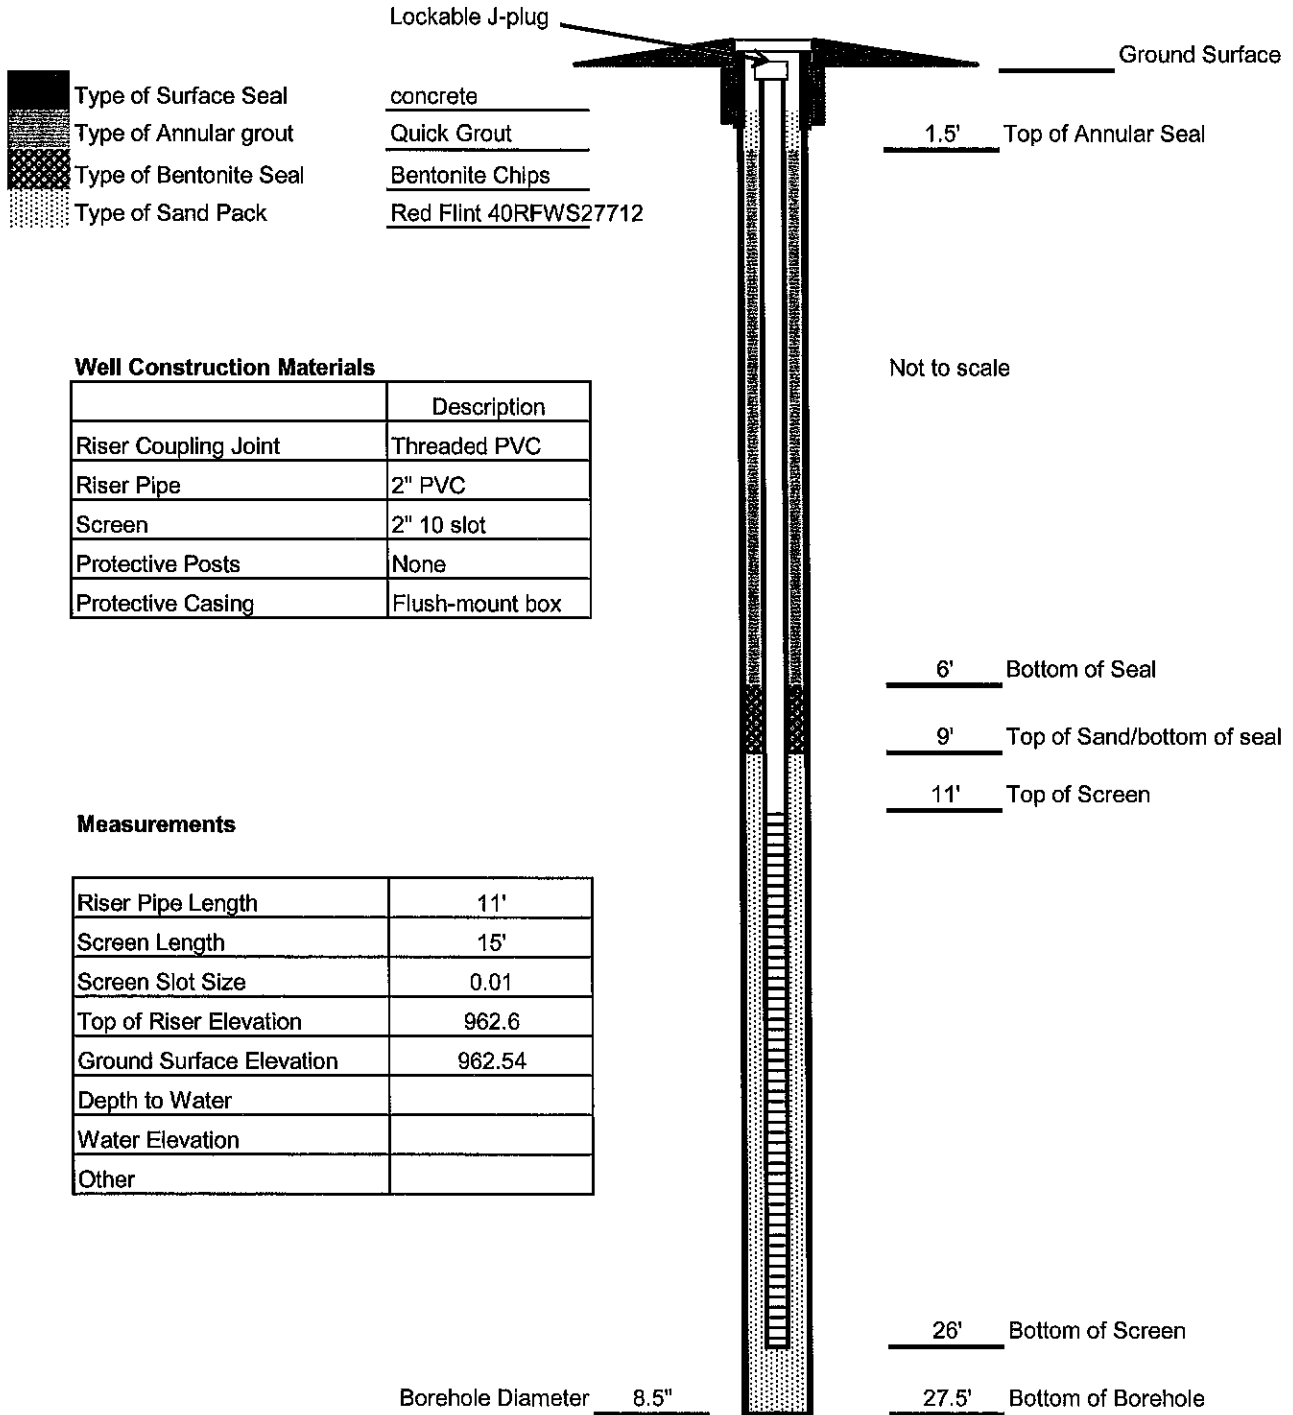 Lockable J-plug
Ground Surface
Type of Surface Seal concrete
Type of Annular grout Quick Grout
1.5' Top of Annular Seal
Type of Bentonite Seal Bentonite Chips
Type of Sand Pack Red Flint 40RFWS27712
Well Construction Materials
Not to scale
Description
Riser Coupling Joint Threaded PVC
Riser Pipe 2" PVC
Screen 2" 10 slot
Protective Posts None
Protective Casing Flush-mount box
6' Bottom of Seal
9' Top of Sand/bottom of seal
11' Top of Screen
Measurements
Riser Pipe Length 11'
Screen Length 15'
Screen Slot Size 0.01
Top of Riser Elevation 962.6
Ground Surface Elevation 962.54
Depth to Water
Water Elevation
Other
26' Bottom of Screen
Borehole Diameter 8.5"
27.5' Bottom of Borehole